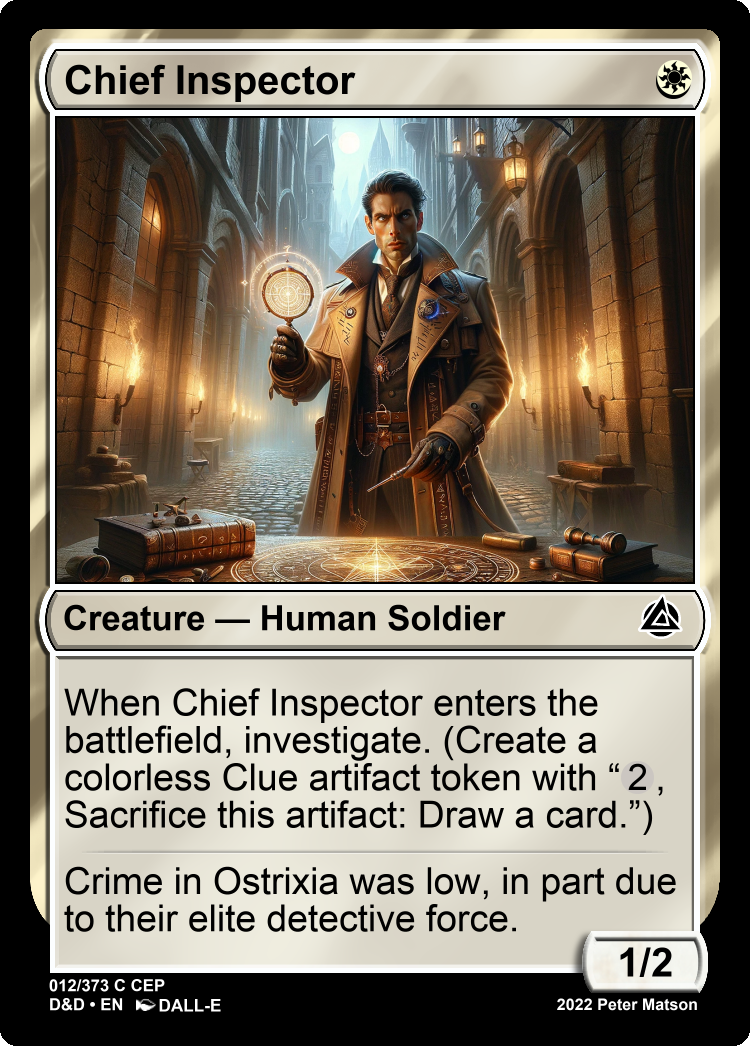 Chief Inspector
Creature — Human Soldier
When Chief Inspector enters the
battlefield, investigate. (Create a
colorless Clue artifact token with “2,
Sacrifice this artifact: Draw a card.”)
Crime in Ostrixia was low, in part due
to their elite detective force.
1/2
012/373 C CEP
D&D • EN DALL-E
2022 Peter Matson